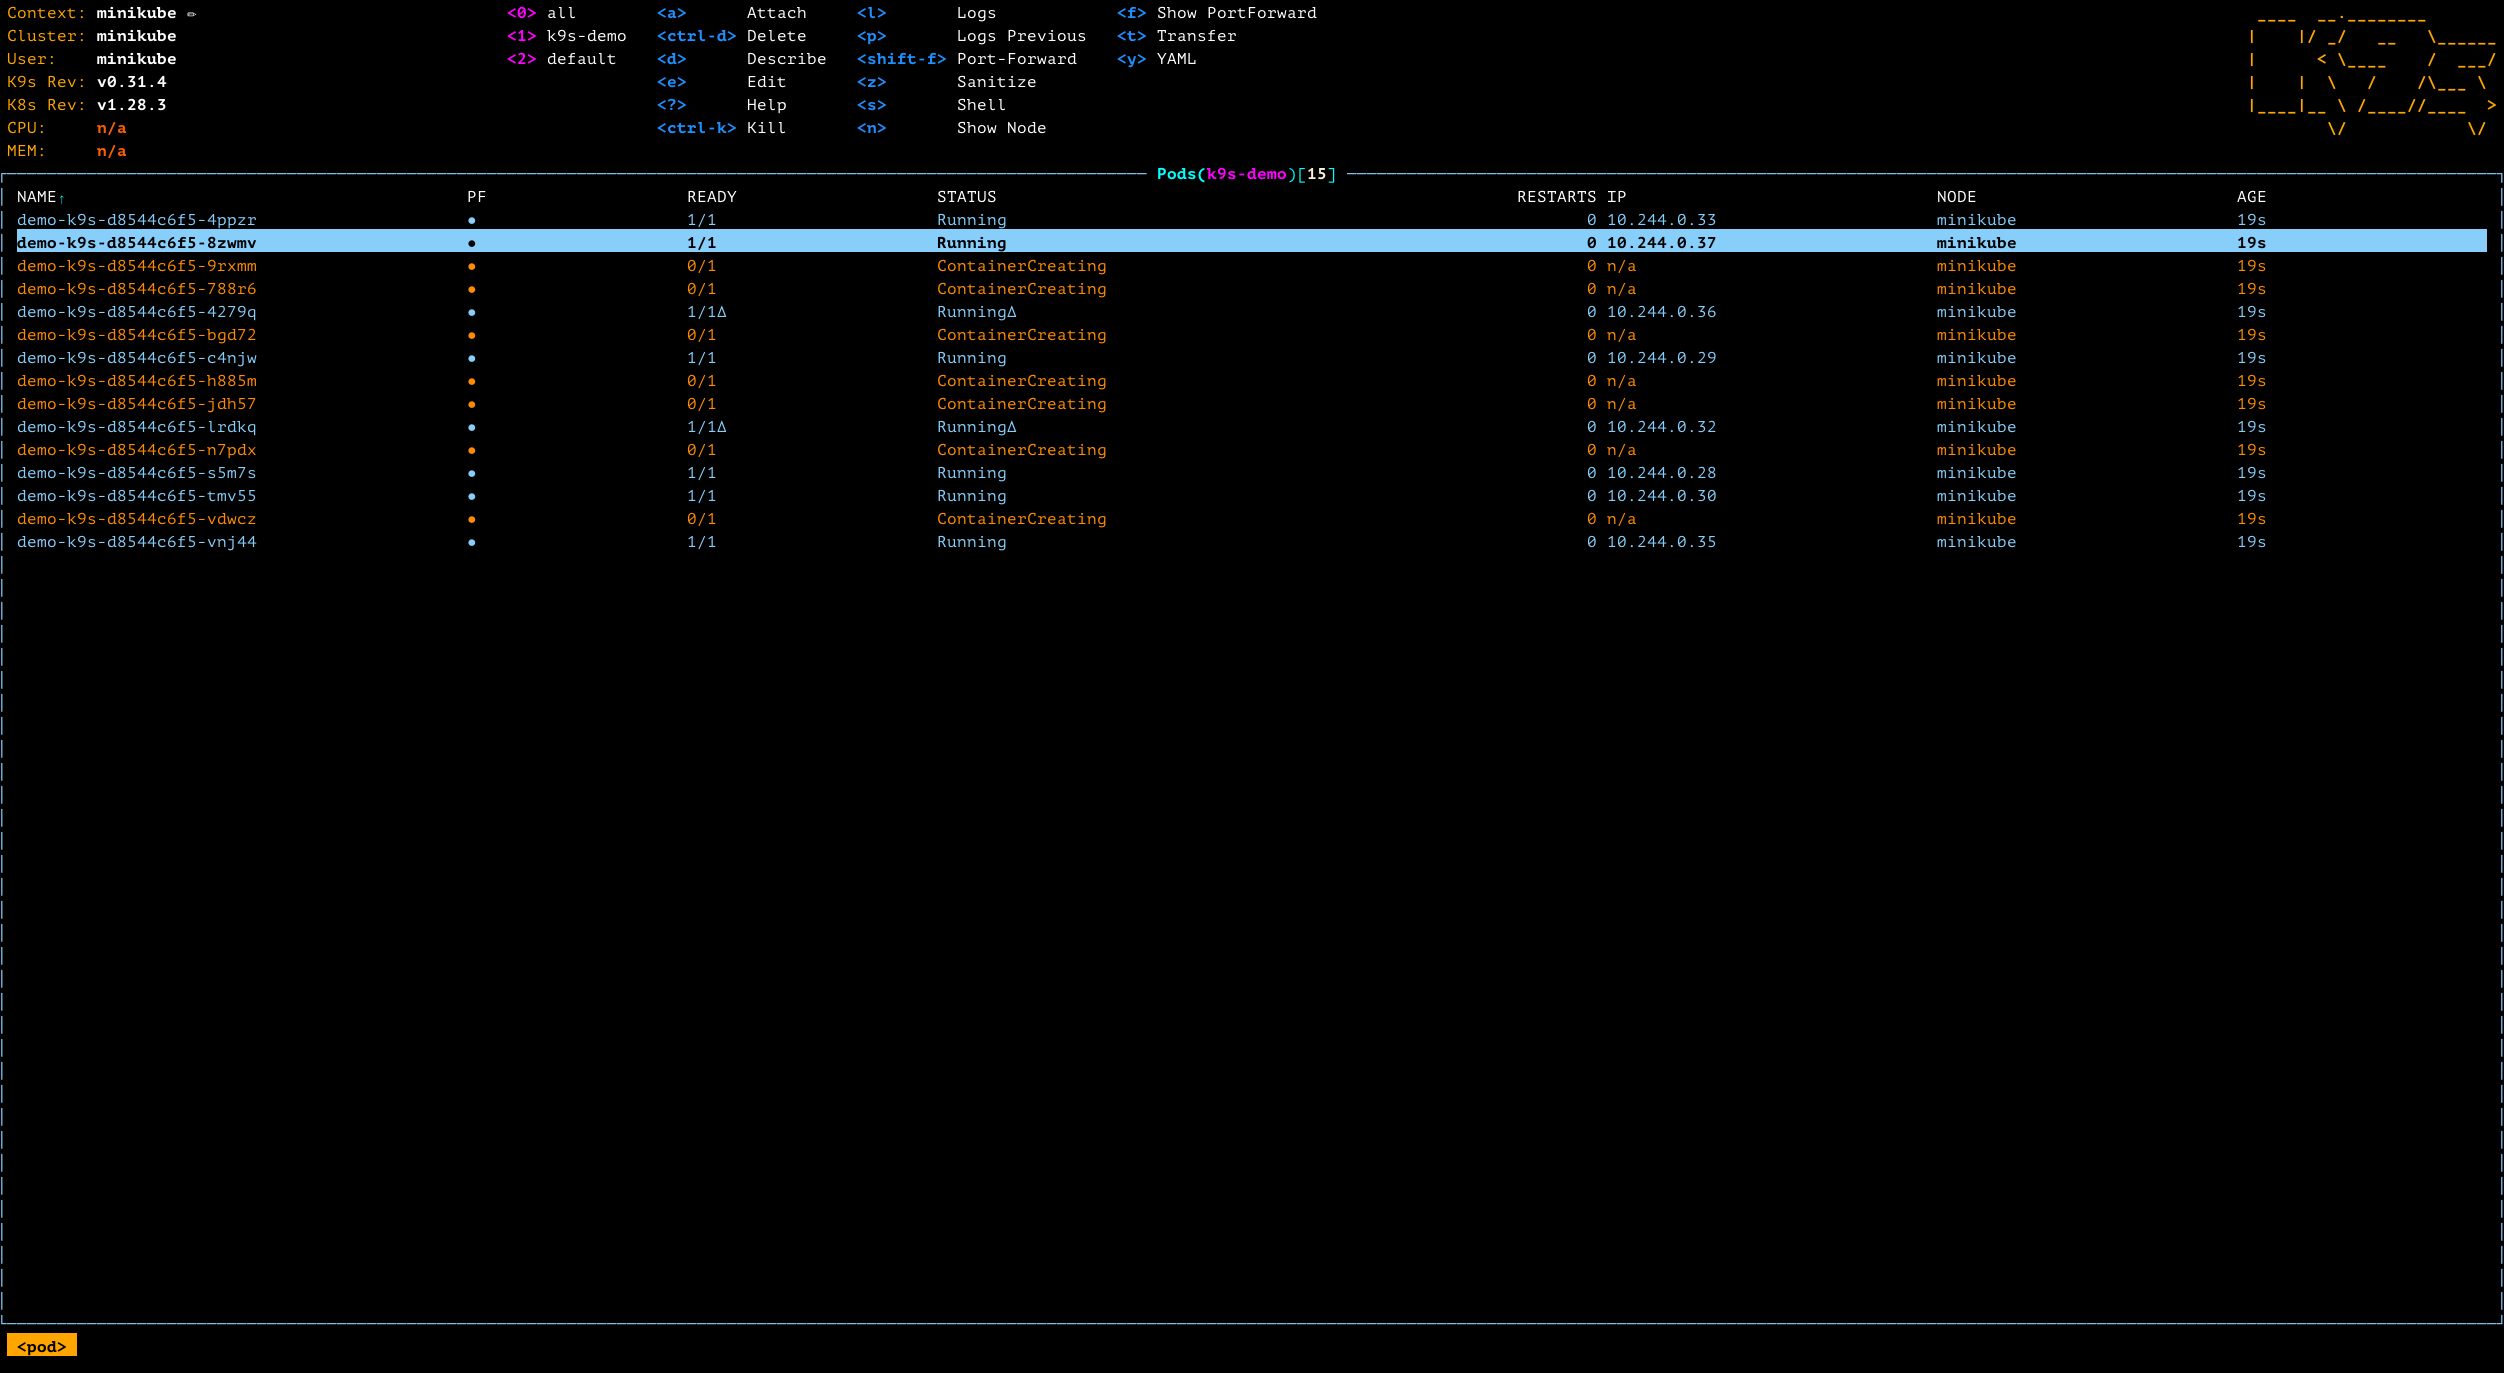 Context: minikube ✏ <0> all <a> Attach <l> Logs <f> Show PortForward
Cluster: minikube <1> k9s-demo <ctrl-d> Delete <p> Logs Previous <t> Transfer
User: minikube <2> default <d> Describe <shift-f> Port-Forward <y> YAML
K9s Rev: v0.31.4 <e> Edit <z> Sanitize
K8s Rev: v1.28.3 <?> Help <s> Shell
CPU: n/a <ctrl-k> Kill <n> Show Node
MEM: n/a
Pods(k9s-demo)[15]
NAME↑ PF READY STATUS RESTARTS IP NODE AGE
demo-k9s-d8544c6f5-4ppzr ● 1/1 Running 0 10.244.0.33 minikube 19s
demo-k9s-d8544c6f5-8zwmv ● 1/1 Running 0 10.244.0.37 minikube 19s
demo-k9s-d8544c6f5-9rxmm ● 0/1 ContainerCreating 0 n/a minikube 19s
demo-k9s-d8544c6f5-788r6 ● 0/1 ContainerCreating 0 n/a minikube 19s
demo-k9s-d8544c6f5-4279q ● 1/1Δ RunningΔ 0 10.244.0.36 minikube 19s
demo-k9s-d8544c6f5-bgd72 ● 0/1 ContainerCreating 0 n/a minikube 19s
demo-k9s-d8544c6f5-c4njw ● 1/1 Running 0 10.244.0.29 minikube 19s
demo-k9s-d8544c6f5-h885m ● 0/1 ContainerCreating 0 n/a minikube 19s
demo-k9s-d8544c6f5-jdh57 ● 0/1 ContainerCreating 0 n/a minikube 19s
demo-k9s-d8544c6f5-lrdkq ● 1/1Δ RunningΔ 0 10.244.0.32 minikube 19s
demo-k9s-d8544c6f5-n7pdx ● 0/1 ContainerCreating 0 n/a minikube 19s
demo-k9s-d8544c6f5-s5m7s ● 1/1 Running 0 10.244.0.28 minikube 19s
demo-k9s-d8544c6f5-tmv55 ● 1/1 Running 0 10.244.0.30 minikube 19s
demo-k9s-d8544c6f5-vdwcz ● 0/1 ContainerCreating 0 n/a minikube 19s
demo-k9s-d8544c6f5-vnj44 ● 1/1 Running 0 10.244.0.35 minikube 19s
<pod>